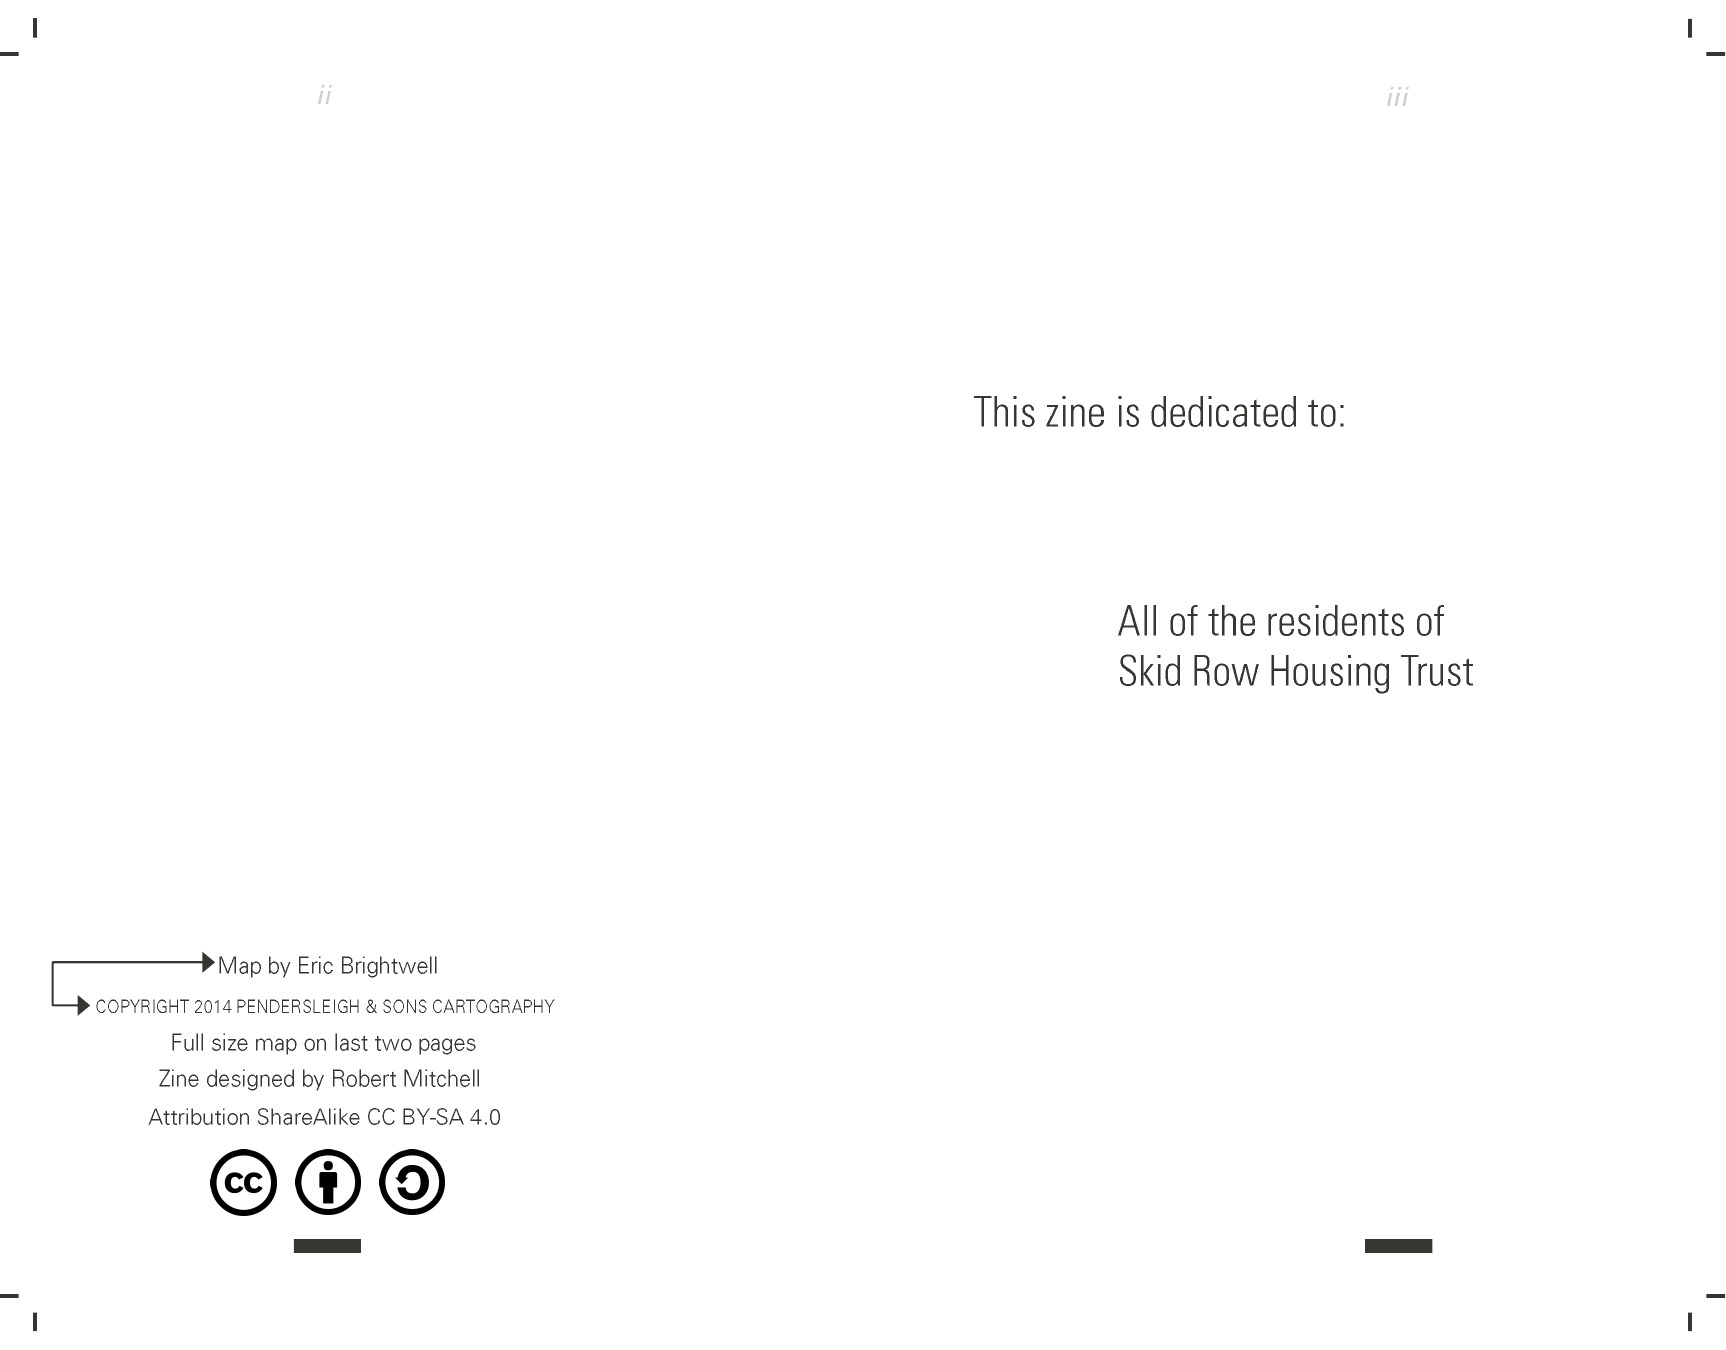 ii
Map by Eric Brightwell
COPYRIGHT 2014 PENDERSLEIGH & SONS CARTOGRAPHY
Full size map on last two pages
Zine designed by Robert Mitchell
Attribution ShareAlike CC BY-SA 4.0
cc
iii
This zine is dedicated to:
All of the residents of
Skid Row Housing Trust